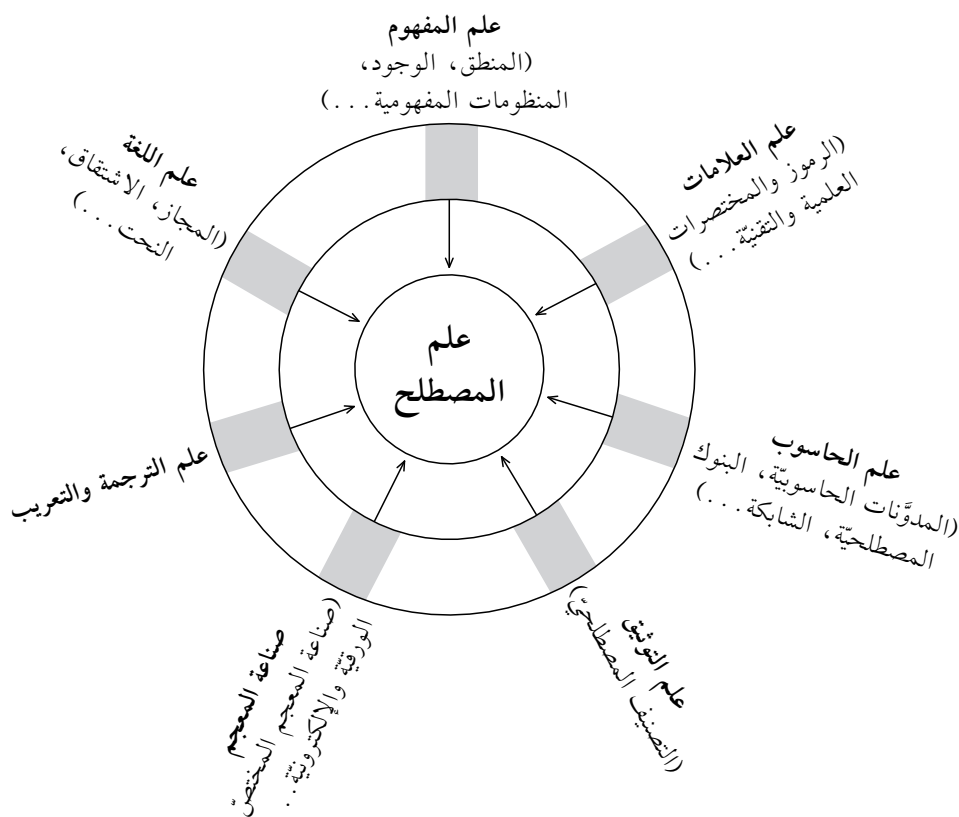 علم المفهوم
(المنطق، الوجود،
المنظومات المفهومية...)
علم العلامات
(الرموز والمختصرات
العلمية والتقنيّة...)
علم اللغة
(المجاز، الاشتقاق،
النحت...)
علم
المصطلح
علم الحاسوب
(المدوَّنات الحاسوبيّة، البنوك
المصطلحيّة، الشابكة...)
علم الترجمة والتعريب
علم التوثيق
(التصنيف المصطلحيّ)
صناعة المعجم
(صناعة المعجم المختصّ
الورقيّة والإلكترونيّة...